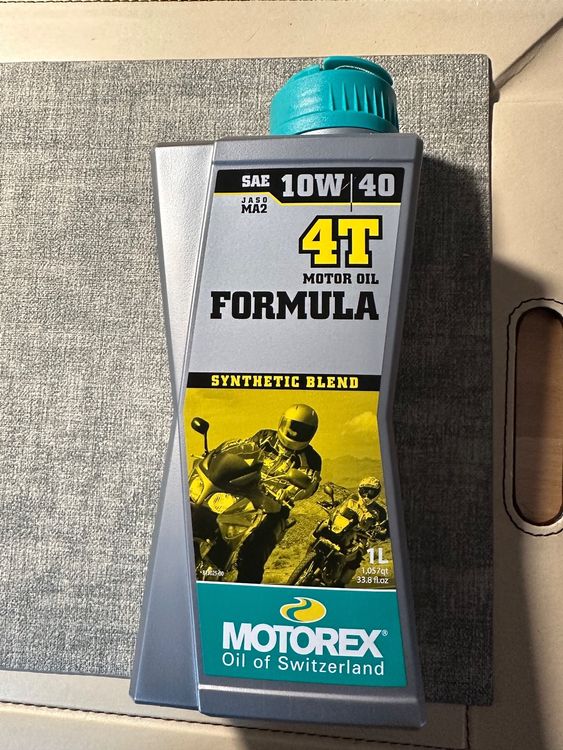 SAE 10W/40
JASO
MA2
4T
MOTOR OIL
FORMULA
SYNTHETIC BLEND
1L
1,057qt
33.8 fl.oz
MOTOREX®
Oil of Switzerland